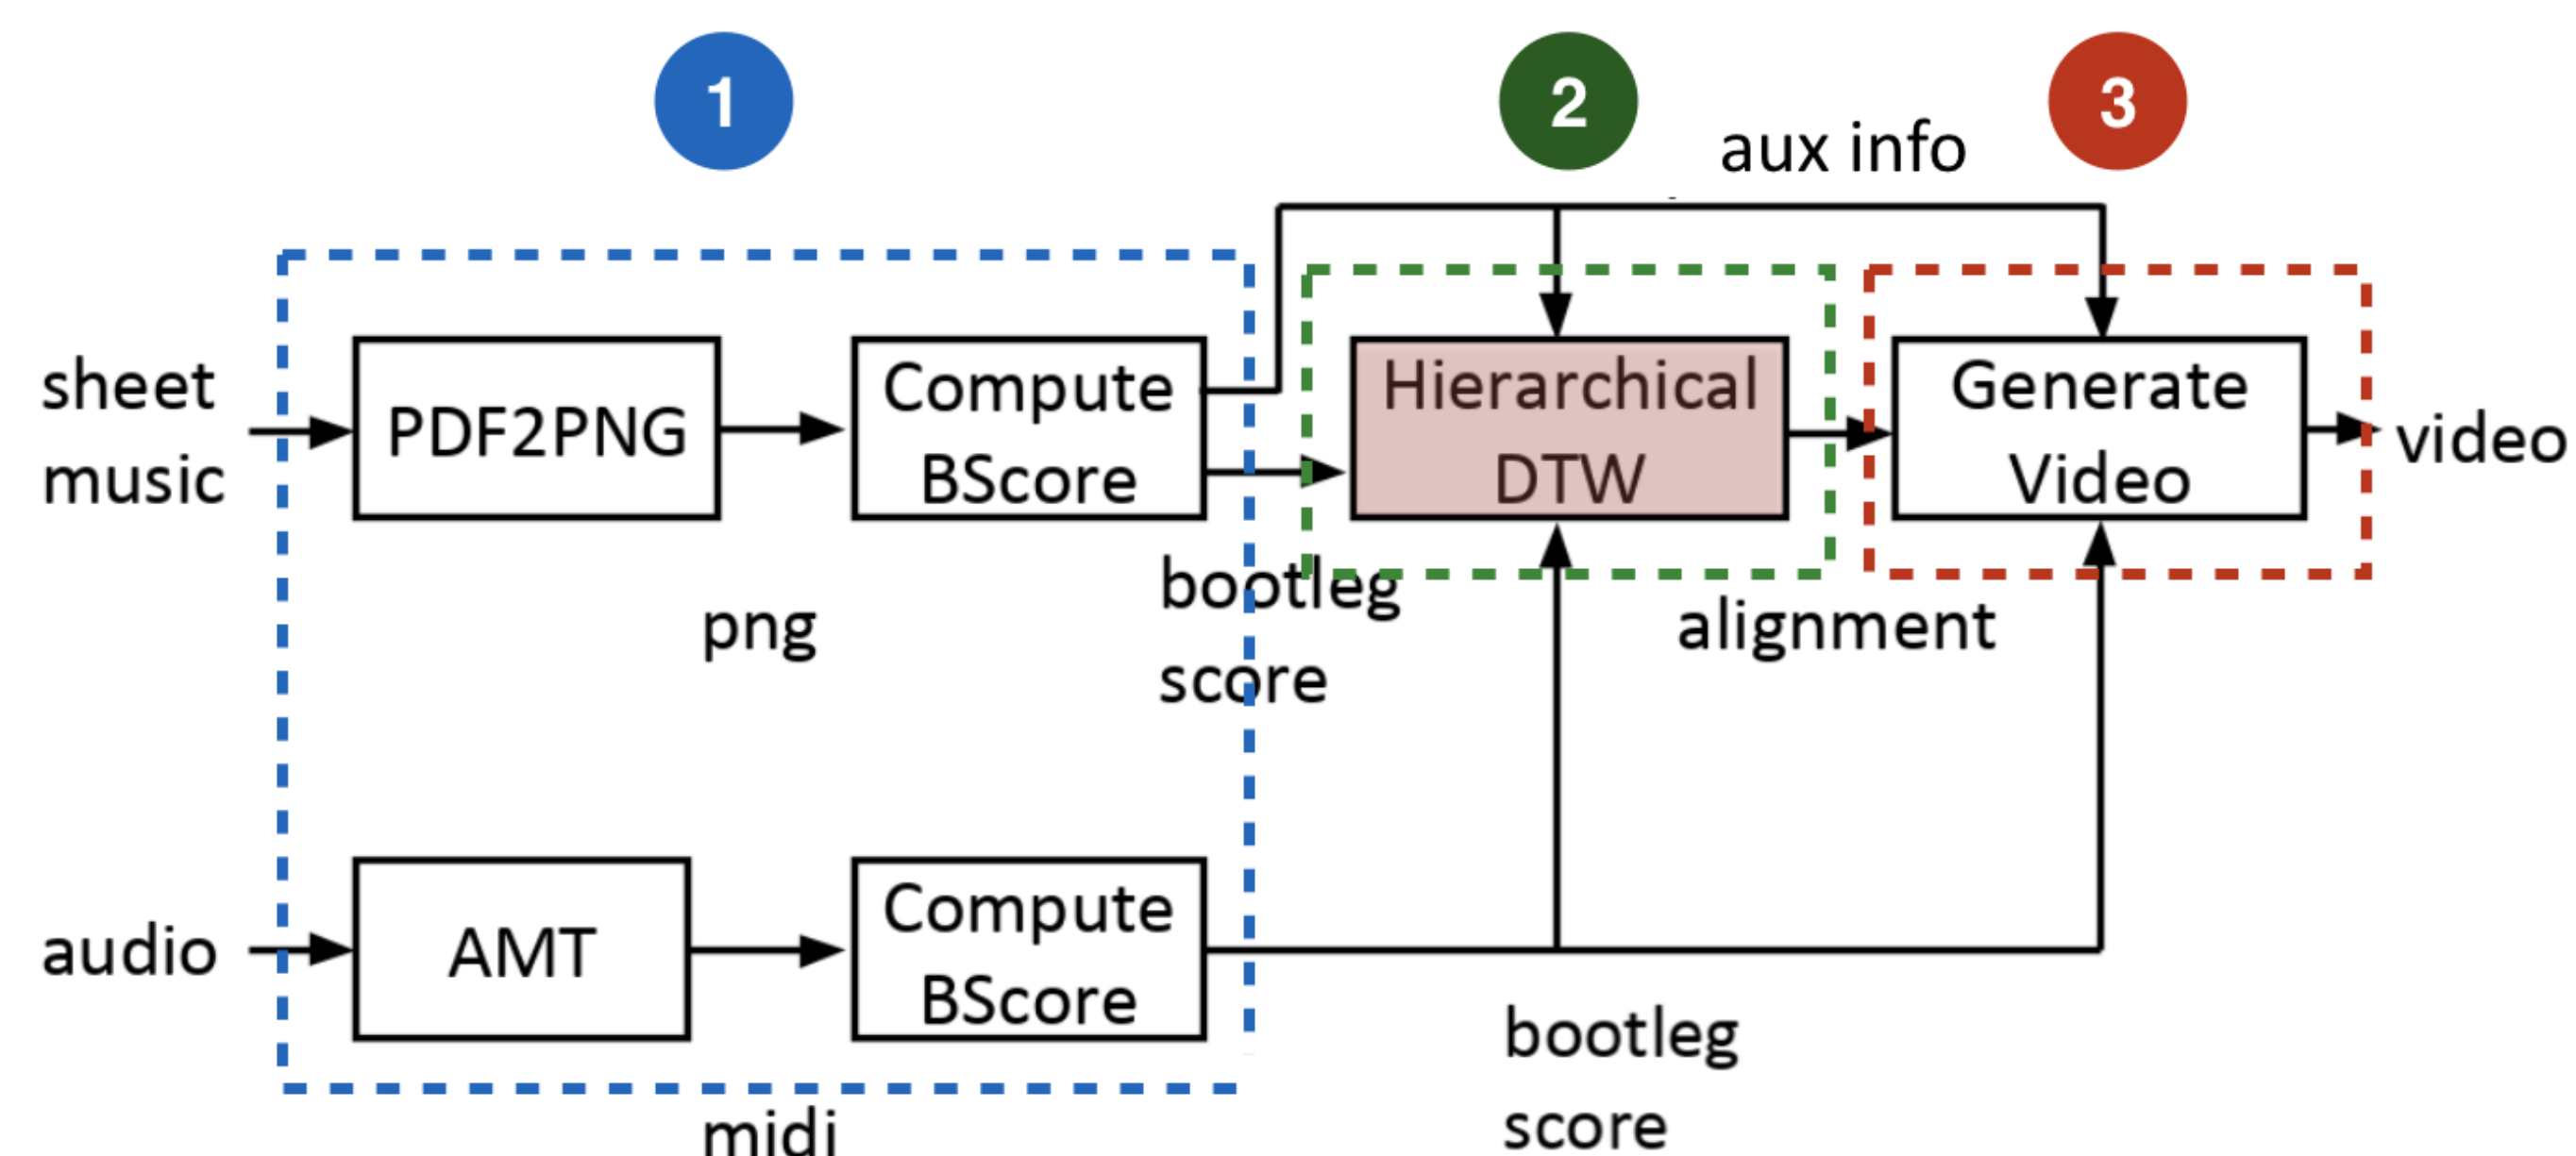 1
2
3
aux info
sheet
music
PDF2PNG
Compute
BScore
Hierarchical
DTW
Generate
Video
video
png
bootleg
score
alignment
audio
AMT
Compute
BScore
midi
bootleg
score